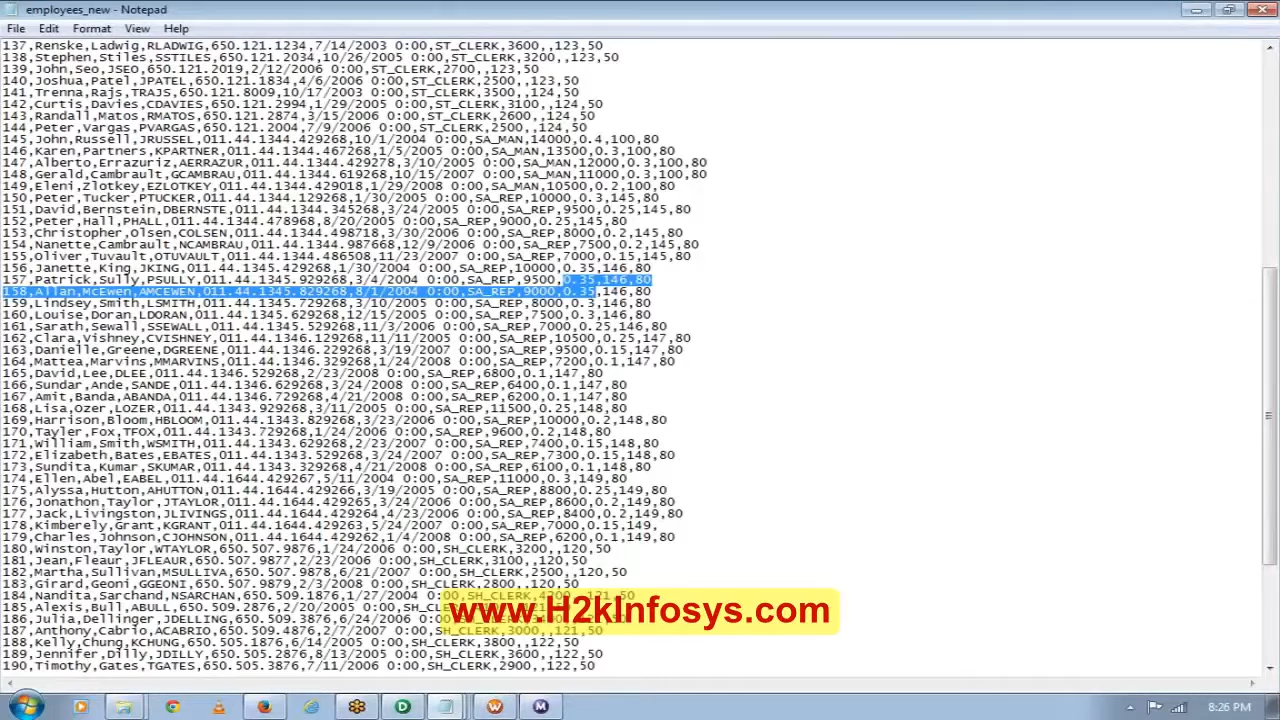 employees_new - Notepad
File Edit Format View Help
137,Renske,Ladwig,RLADWIG,650.121.1234,7/14/2003 0:00,ST_CLERK,3600,,123,50
138,Stephen,Stiles,SSTILES,650.121.2034,10/26/2005 0:00,ST_CLERK,3200,,123,50
139,John,Seo,JSEO,650.121.2019,2/12/2006 0:00,ST_CLERK,2700,,123,50
140,Joshua,Patel,JPATEL,650.121.1834,4/6/2006 0:00,ST_CLERK,2500,,123,50
141,Trenna,Rajs,TRAJS,650.121.8009,10/17/2003 0:00,ST_CLERK,3500,,124,50
142,Curtis,Davies,CDAVIES,650.121.2994,1/29/2005 0:00,ST_CLERK,3100,,124,50
143,Randall,Matos,RMATOS,650.121.2874,3/15/2006 0:00,ST_CLERK,2600,,124,50
144,Peter,Vargas,PVARGAS,650.121.2004,7/9/2006 0:00,ST_CLERK,2500,,124,50
145,John,Russell,JRUSSEL,011.44.1344.429268,10/1/2004 0:00,SA_MAN,14000,0.4,100,80
146,Karen,Partners,KPARTNER,011.44.1344.467268,1/5/2005 0:00,SA_MAN,13500,0.3,100,80
147,Alberto,Errazuriz,AERRAZUR,011.44.1344.429278,3/10/2005 0:00,SA_MAN,12000,0.3,100,80
148,Gerald,Cambrault,GCAMBRAU,011.44.1344.619268,10/15/2007 0:00,SA_MAN,11000,0.3,100,80
149,Eleni,Zlotkey,EZLOTKEY,011.44.1344.429018,1/29/2008 0:00,SA_MAN,10500,0.2,100,80
150,Peter,Tucker,PTUCKER,011.44.1344.129268,1/30/2005 0:00,SA_REP,10000,0.3,145,80
151,David,Bernstein,DBERNSTE,011.44.1344.345268,3/24/2005 0:00,SA_REP,9500,0.25,145,80
152,Peter,Hall,PHALL,011.44.1344.478968,8/20/2005 0:00,SA_REP,9000,0.25,145,80
153,Christopher,Olsen,COLSEN,011.44.1344.498718,3/30/2006 0:00,SA_REP,8000,0.2,145,80
154,Nanette,Cambrault,NCAMBRAU,011.44.1344.987668,12/9/2006 0:00,SA_REP,7500,0.2,145,80
155,Oliver,Tuvault,OTUVAULT,011.44.1344.486508,11/23/2007 0:00,SA_REP,7000,0.15,145,80
156,Janette,King,JKING,011.44.1345.429268,1/30/2004 0:00,SA_REP,10000,0.35,146,80
157,Patrick,Sully,PSULLY,011.44.1345.929268,3/4/2004 0:00,SA_REP,9500,0.35,146,80
158,Allan,McEwen,AMCEWEN,011.44.1345.829268,8/1/2004 0:00,SA_REP,9000,0.35,146,80
159,Lindsey,Smith,LSMITH,011.44.1345.729268,3/10/2005 0:00,SA_REP,8000,0.3,146,80
160,Louise,Doran,LDORAN,011.44.1345.629268,12/15/2005 0:00,SA_REP,7500,0.3,146,80
161,Sarath,Sewall,SSEWALL,011.44.1345.529268,11/3/2006 0:00,SA_REP,7000,0.25,146,80
162,Clara,Vishney,CVISHNEY,011.44.1346.129268,11/11/2005 0:00,SA_REP,10500,0.25,147,80
163,Danielle,Greene,DGREENE,011.44.1346.229268,3/19/2007 0:00,SA_REP,9500,0.15,147,80
164,Mattea,Marvins,MMARVINS,011.44.1346.329268,1/24/2008 0:00,SA_REP,7200,0.1,147,80
165,David,Lee,DLEE,011.44.1346.529268,2/23/2008 0:00,SA_REP,6800,0.1,147,80
166,Sundar,Ande,SANDE,011.44.1346.629268,3/24/2008 0:00,SA_REP,6400,0.1,147,80
167,Amit,Banda,ABANDA,011.44.1346.729268,4/21/2008 0:00,SA_REP,6200,0.1,147,80
168,Lisa,Ozer,LOZER,011.44.1343.929268,3/11/2005 0:00,SA_REP,11500,0.25,148,80
169,Harrison,Bloom,HBLOOM,011.44.1343.829268,3/23/2006 0:00,SA_REP,10000,0.2,148,80
170,Tayler,Fox,TFOX,011.44.1343.729268,1/24/2006 0:00,SA_REP,9600,0.2,148,80
171,William,Smith,WSMITH,011.44.1343.629268,2/23/2007 0:00,SA_REP,7400,0.15,148,80
172,Elizabeth,Bates,EBATES,011.44.1343.529268,3/24/2007 0:00,SA_REP,7300,0.15,148,80
173,Sundita,Kumar,SKUMAR,011.44.1343.329268,4/21/2008 0:00,SA_REP,6100,0.1,148,80
174,Ellen,Abel,EABEL,011.44.1644.429267,5/11/2004 0:00,SA_REP,11000,0.3,149,80
175,Alyssa,Hutton,AHUTTON,011.44.1644.429266,3/19/2005 0:00,SA_REP,8800,0.25,149,80
176,Jonathon,Taylor,JTAYLOR,011.44.1644.429265,3/24/2006 0:00,SA_REP,8600,0.2,149,80
177,Jack,Livingston,JLIVINGS,011.44.1644.429264,4/23/2006 0:00,SA_REP,8400,0.2,149,80
178,Kimberely,Grant,KGRANT,011.44.1644.429263,5/24/2007 0:00,SA_REP,7000,0.15,149,
179,Charles,Johnson,CJOHNSON,011.44.1644.429262,1/4/2008 0:00,SA_REP,6200,0.1,149,80
180,Winston,Taylor,WTAYLOR,650.507.9876,1/24/2006 0:00,SH_CLERK,3200,,120,50
181,Jean,Fleaur,JFLEAUR,650.507.9877,2/23/2006 0:00,SH_CLERK,3100,,120,50
182,Martha,Sullivan,MSULLIVA,650.507.9878,6/21/2007 0:00,SH_CLERK,2500,,120,50
183,Girard,Geoni,GGEONI,650.507.9879,2/3/2008 0:00,SH_CLERK,2800,,120,50
184,Nandita,Sarchand,NSARCHAN,650.509.1876,1/27/2004 0:00,SH_CLERK,4200,,121,50
185,Alexis,Bull,ABULL,650.509.2876,2/20/2005 0:00,SH_CLE
186,Julia,Dellinger,JDELLING,650.509.3876,6/24/2006 0:00
187,Anthony,Cabrio,ACABRIO,650.509.4876,2/7/2007 0:00,SH_CLERK,3000,,121,50
188,Kelly,Chung,KCHUNG,650.505.1876,6/14/2005 0:00,SH_CLERK,3800,,122,50
189,Jennifer,Dilly,JDILLY,650.505.2876,8/13/2005 0:00,SH_CLERK,3600,,122,50
190,Timothy,Gates,TGATES,650.505.3876,7/11/2006 0:00,SH_CLERK,2900,,122,50
www.H2kInfosys.com
8:26 PM